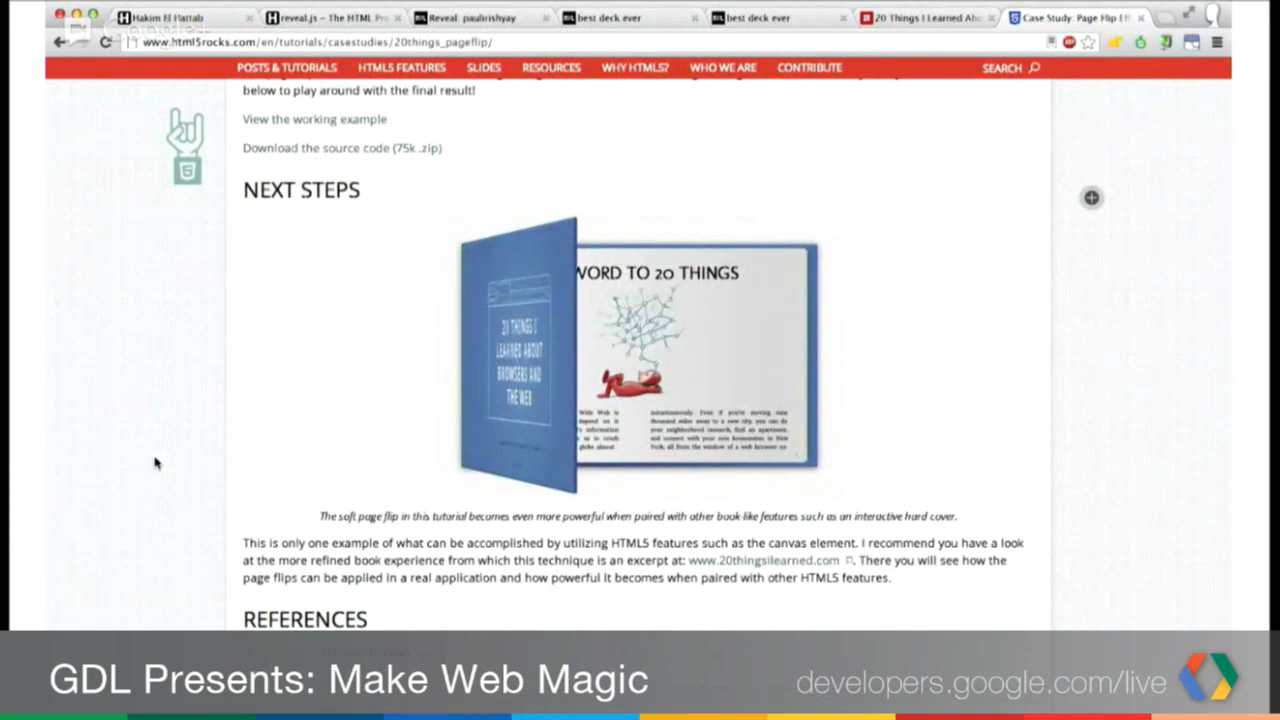 Hakim El Hattab
reveal.js – The HTML Pre
Reveal: paulirishyay
best deck ever
best deck ever
20 Things I Learned Abo
Case Study: Page Flip Eff
www.html5rocks.com/en/tutorials/casestudies/20things_pageflip/
POSTS & TUTORIALS HTML5 FEATURES SLIDES RESOURCES WHY HTML5? WHO WE ARE CONTRIBUTE SEARCH
below to play around with the final result!
View the working example
Download the source code (75k .zip)
NEXT STEPS
WORD TO 20 THINGS
20 THINGS I
LEARNED ABOUT
BROWSERS AND
THE WEB
The soft page flip in this tutorial becomes even more powerful when paired with other book-like features such as an interactive hard cover.
This is only one example of what can be accomplished by utilizing HTML5 features such as the canvas element. I recommend you have a look
at the more refined book experience from which this technique is an excerpt at: www.20thingsilearned.com . There you will see how the
page flips can be applied in a real application and how powerful it becomes when paired with other HTML5 features.
REFERENCES
GDL Presents: Make Web Magic
developers.google.com/live